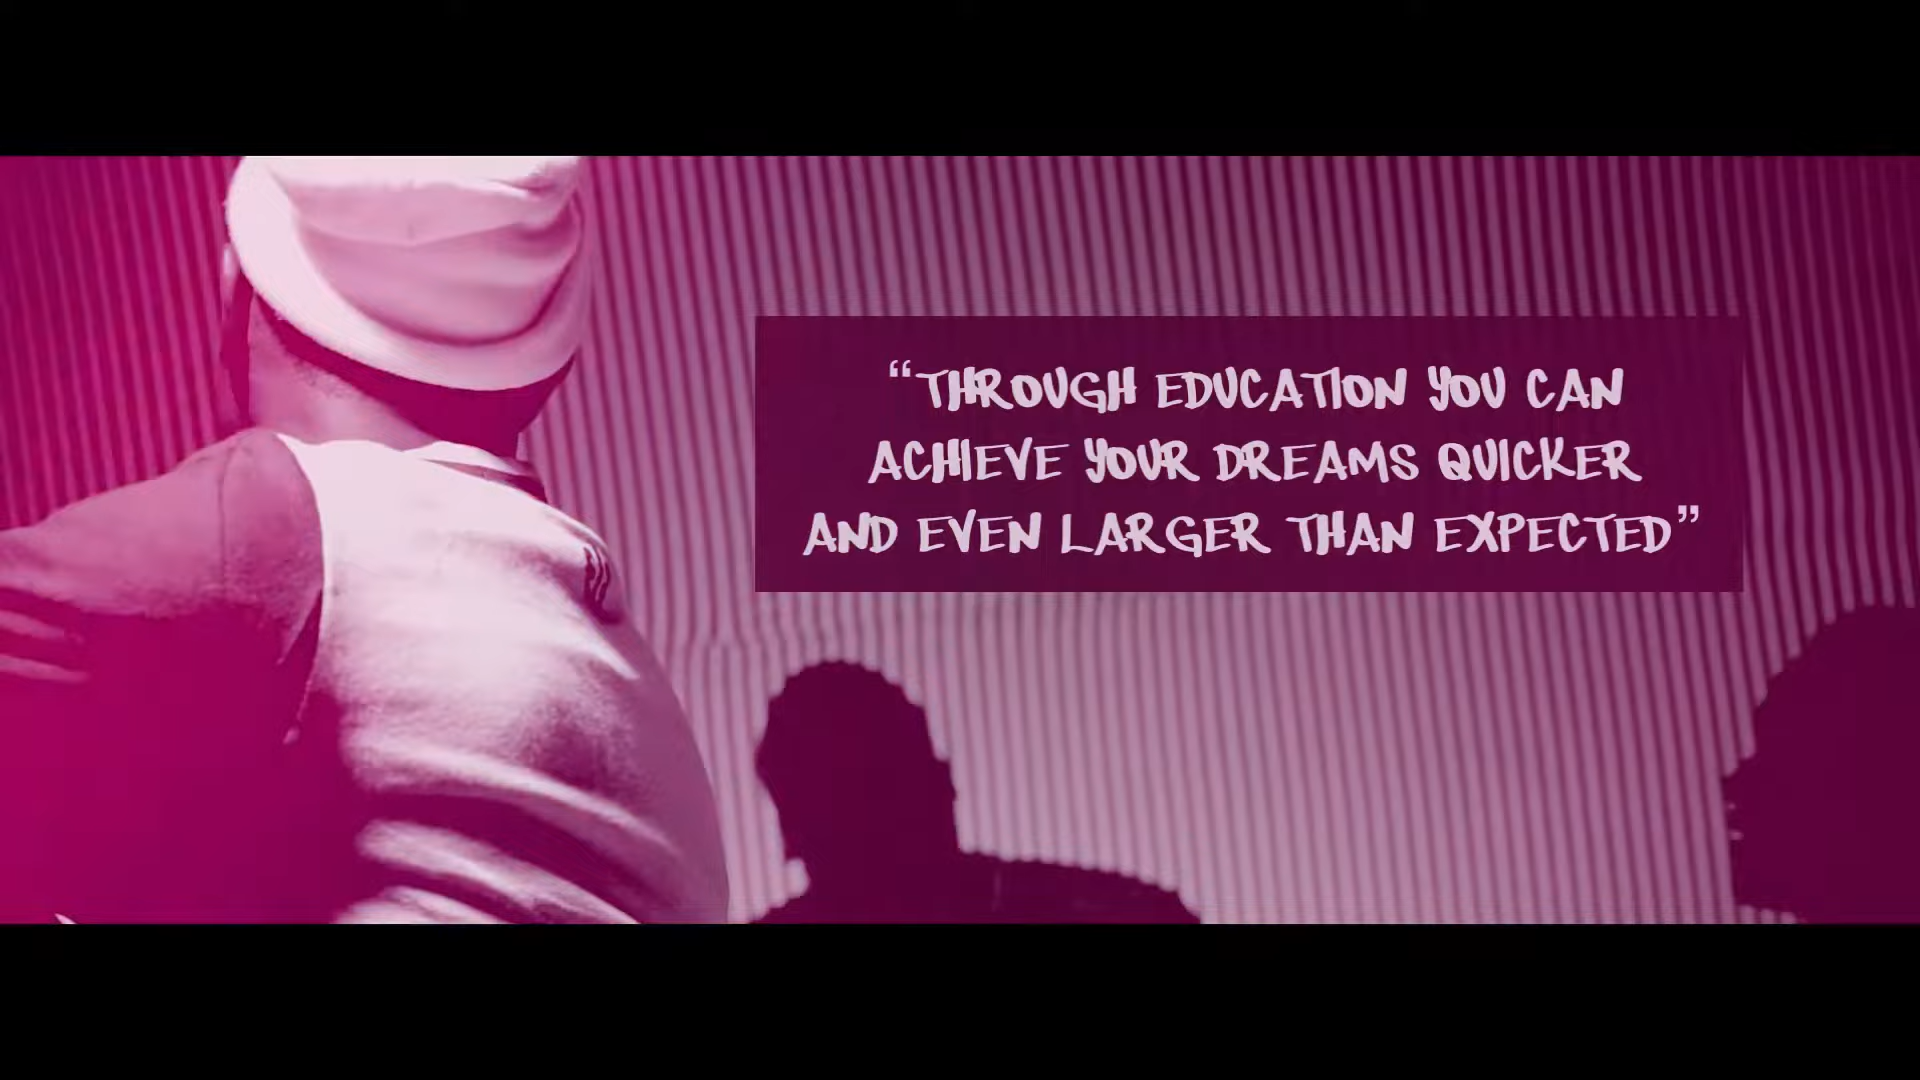 “THROUGH EDUCATION YOU CAN
ACHIEVE YOUR DREAMS QUICKER
AND EVEN LARGER THAN EXPECTED”